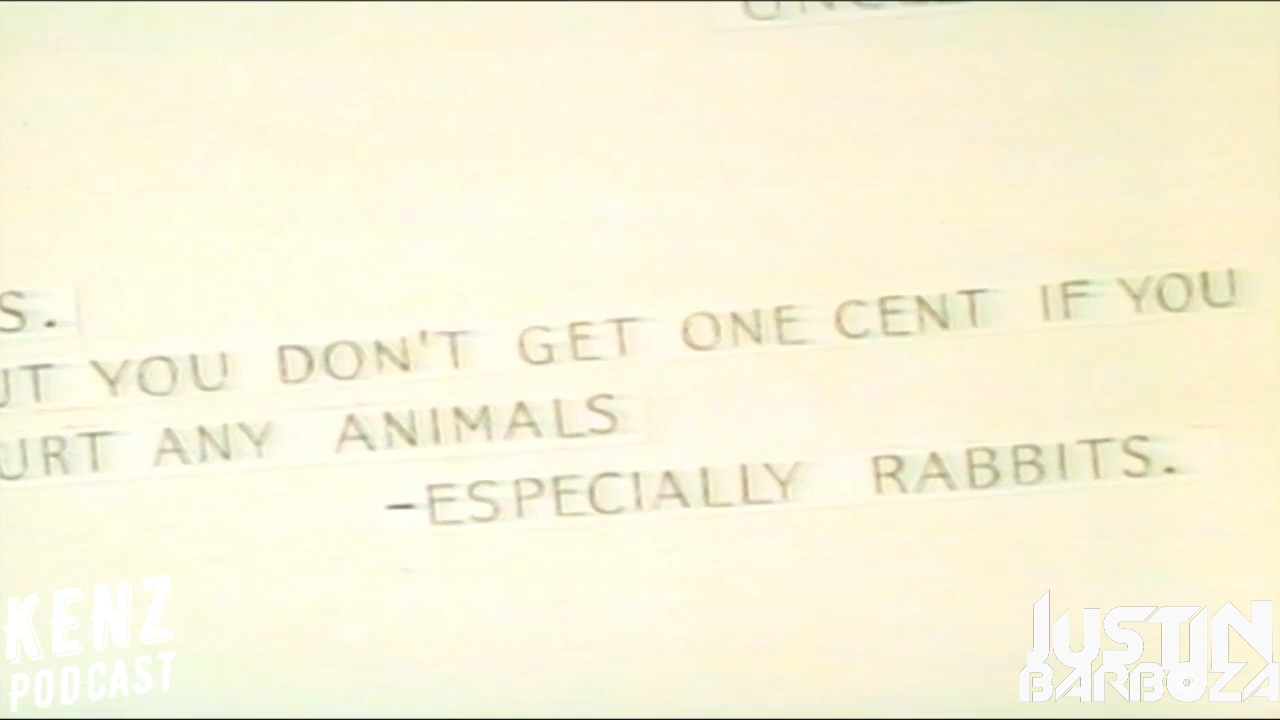 S.
UT YOU DON'T GET ONE CENT IF YOU
URT ANY ANIMALS
-ESPECIALLY RABBITS.
KENZ
PODCAST
JUSTIN
BARBOZA